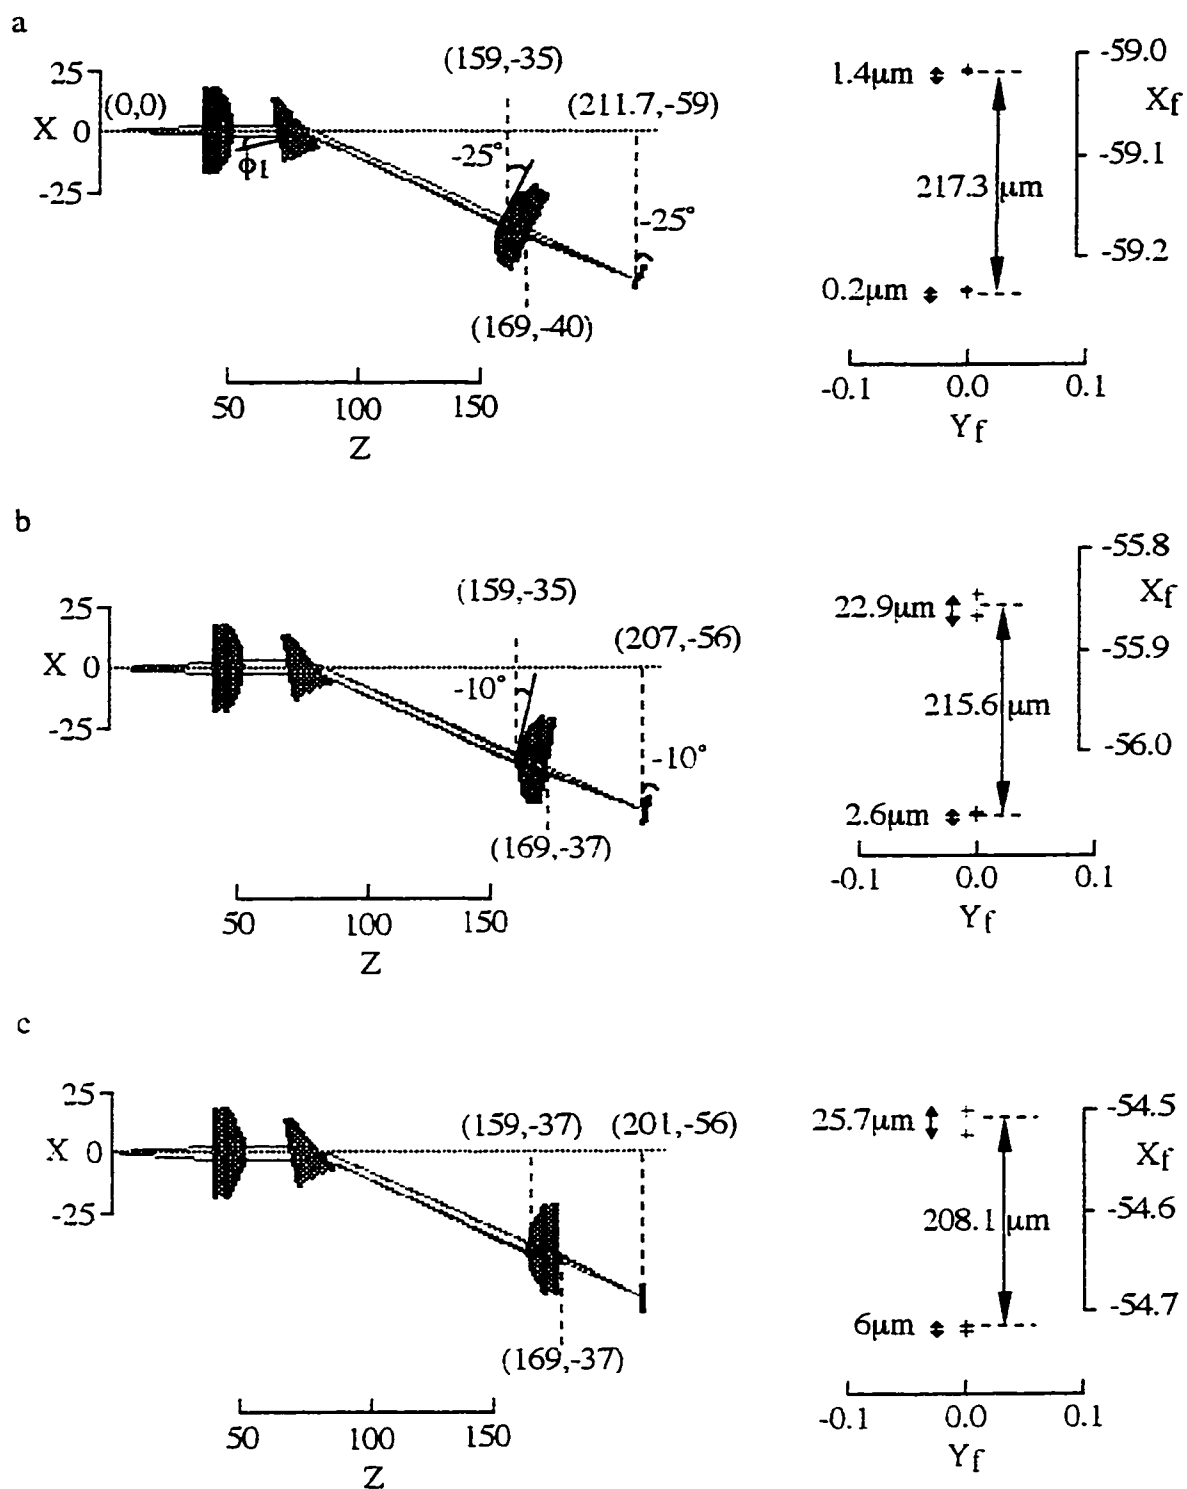 a
(159,-35)
(0,0)
(211.7,-59)
25
X 0
-25
ϕ1
-25°
-25°
(169,-40)
50 100 150
Z
1.4μm
217.3 μm
0.2μm
-59.0
Xf
-59.1
-59.2
-0.1 0.0 0.1
Yf
b
(159,-35)
(207,-56)
25
X 0
-25
-10°
-10°
(169,-37)
50 100 150
Z
22.9μm
215.6 μm
2.6μm
-55.8
Xf
-55.9
-56.0
-0.1 0.0 0.1
Yf
c
(159,-37) (201,-56)
25
X 0
-25
(169,-37)
50 100 150
Z
25.7μm
208.1 μm
6μm
-54.5
Xf
-54.6
-54.7
-0.1 0.0 0.1
Yf